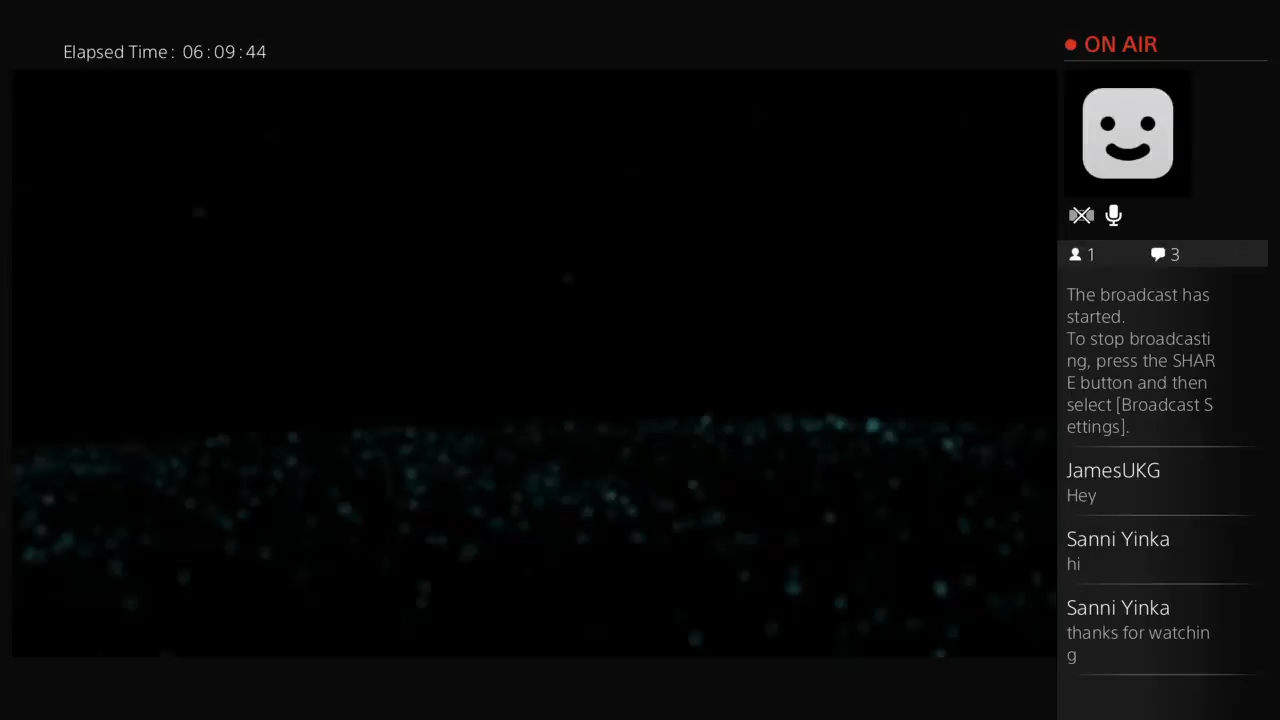 Elapsed Time: 06:09:44
ON AIR
1 3
The broadcast has
started.
To stop broadcasti
ng, press the SHAR
E button and then
select [Broadcast S
ettings].
JamesUKG
Hey
Sanni Yinka
hi
Sanni Yinka
thanks for watchin
g